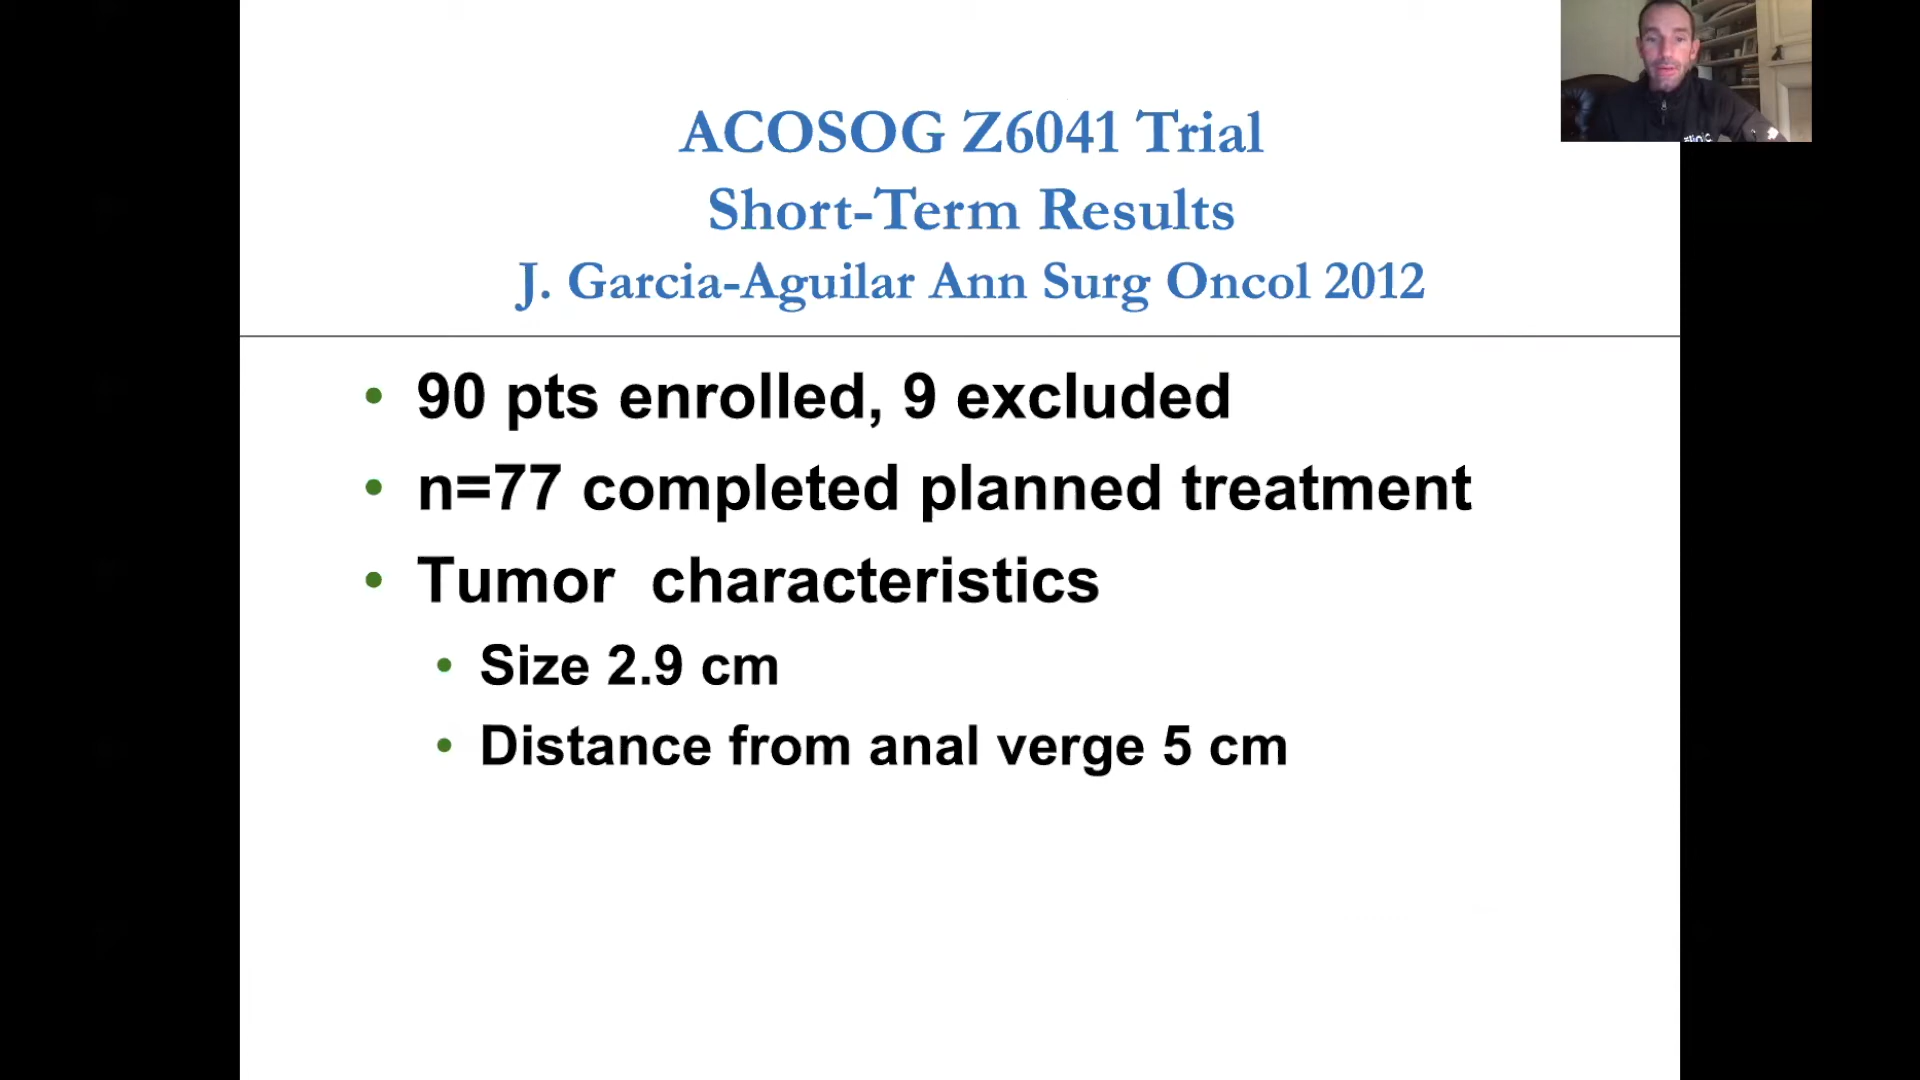 ACOSOG Z6041 Trial
Short-Term Results
J. Garcia-Aguilar Ann Surg Oncol 2012
• 90 pts enrolled, 9 excluded
• n=77 completed planned treatment
• Tumor characteristics
• Size 2.9 cm
• Distance from anal verge 5 cm